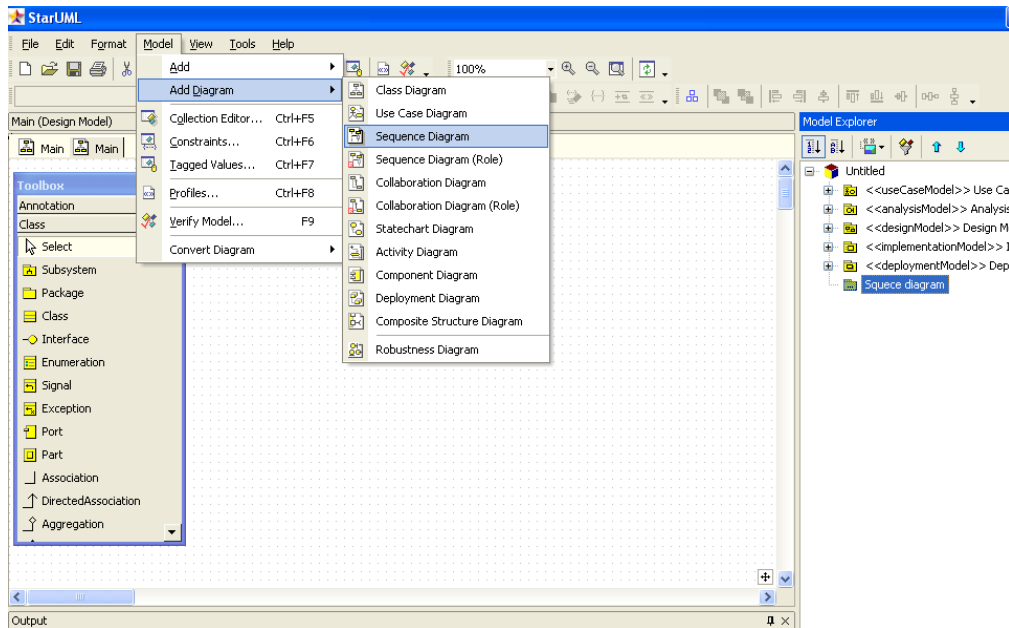 StarUML
File Edit Format Model View Tools Help
100%
Add
Add Diagram
Collection Editor... Ctrl+F5
Constraints... Ctrl+F6
Tagged Values... Ctrl+F7
Profiles... Ctrl+F8
Verify Model... F9
Convert Diagram
Class Diagram
Use Case Diagram
Sequence Diagram
Sequence Diagram (Role)
Collaboration Diagram
Collaboration Diagram (Role)
Statechart Diagram
Activity Diagram
Component Diagram
Deployment Diagram
Composite Structure Diagram
Robustness Diagram
Main (Design Model)
Main Main
Toolbox
Annotation
Class
Select
Subsystem
Package
Class
Interface
Enumeration
Signal
Exception
Port
Part
Association
DirectedAssociation
Aggregation
Model Explorer
Untitled
<<useCaseModel>> Use Ca
<<analysisModel>> Analysis
<<designModel>> Design M
<<implementationModel>> I
<<deploymentModel>> Dep
Squece diagram
Output